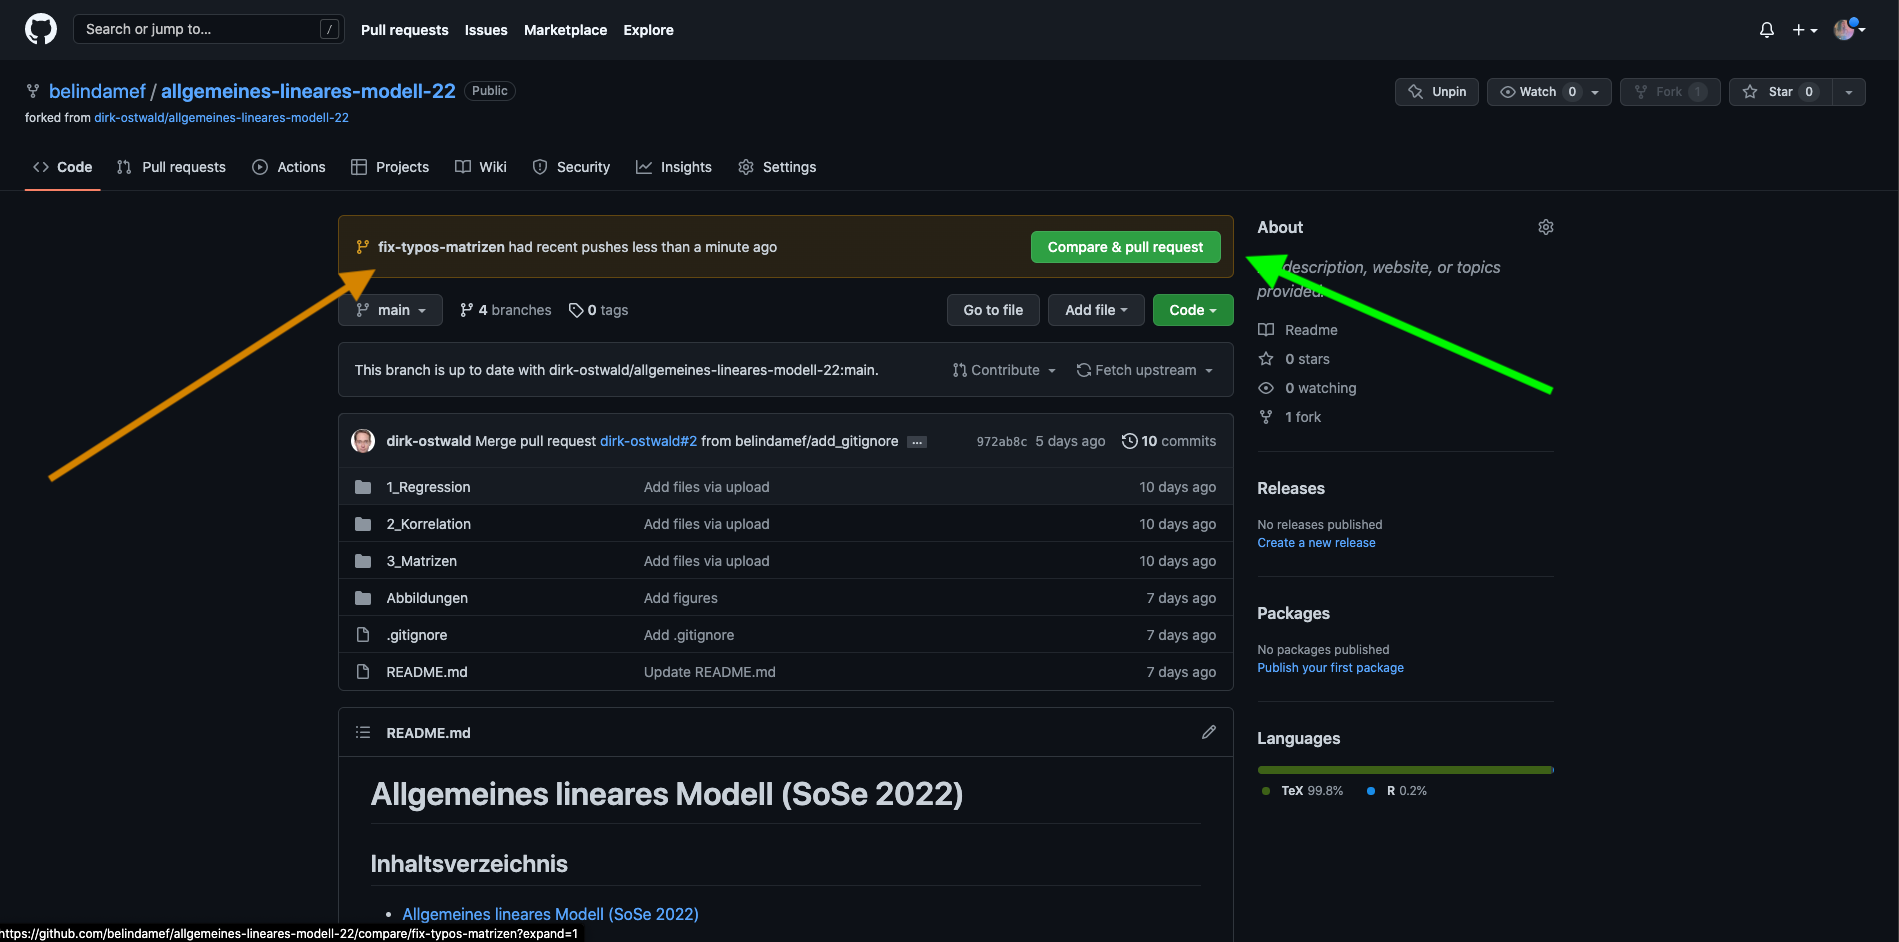 Search or jump to... /
Pull requests Issues Marketplace Explore
belindamef / allgemeines-lineares-modell-22 Public
Unpin Watch 0 Fork 1 Star 0
forked from dirk-ostwald/allgemeines-lineares-modell-22
Code Pull requests Actions Projects Wiki Security Insights Settings
fix-typos-matrizen had recent pushes less than a minute ago Compare & pull request
main 4 branches 0 tags Go to file Add file Code
This branch is up to date with dirk-ostwald/allgemeines-lineares-modell-22:main. Contribute Fetch upstream
dirk-ostwald Merge pull request dirk-ostwald#2 from belindamef/add_gitignore ... 972ab8c 5 days ago 10 commits
1_Regression Add files via upload 10 days ago
2_Korrelation Add files via upload 10 days ago
3_Matrizen Add files via upload 10 days ago
Abbildungen Add figures 7 days ago
.gitignore Add .gitignore 7 days ago
README.md Update README.md 7 days ago
README.md
Allgemeines lineares Modell (SoSe 2022)
Inhaltsverzeichnis
Allgemeines lineares Modell (SoSe 2022)
https://github.com/belindamef/allgemeines-lineares-modell-22/compare/fix-typos-matrizen?expand=1
About
description, website, or topics
provided.
Readme
0 stars
0 watching
1 fork
Releases
No releases published
Create a new release
Packages
No packages published
Publish your first package
Languages
TeX 99.8% R 0.2%